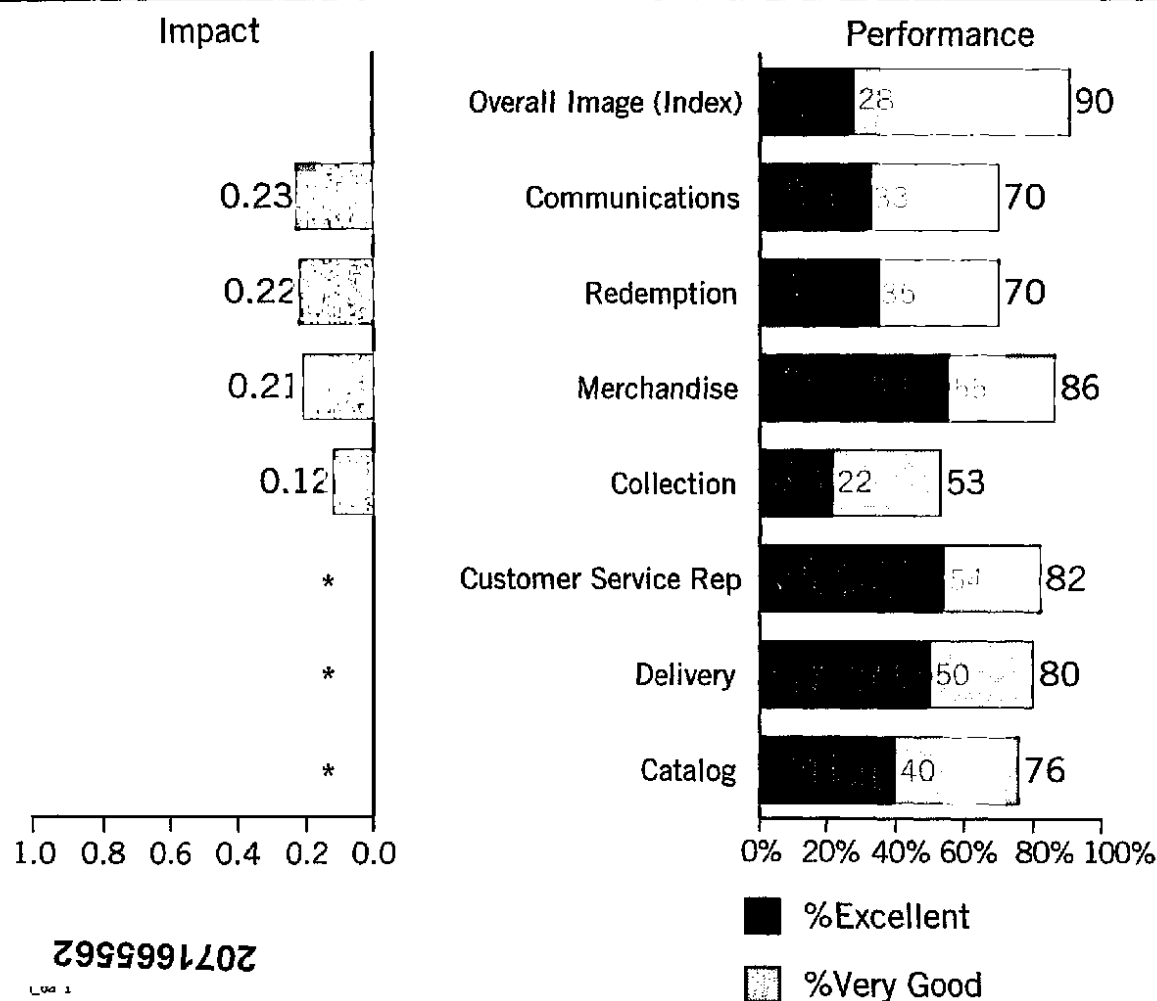 Impact
Performance
Overall Image (Index) 28 90
0.23 Communications 33 70
0.22 Redemption 35 70
0.21 Merchandise 55 86
0.12 Collection 22 53
* Customer Service Rep 54 82
* Delivery 50 80
* Catalog 40 76
1.0 0.8 0.6 0.4 0.2 0.0
0% 20% 40% 60% 80% 100%
%Excellent
%Very Good
2071665562